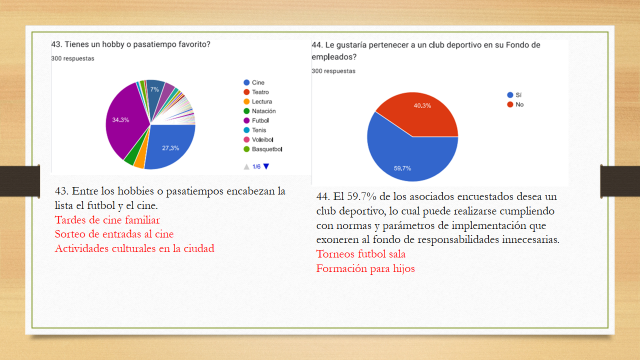 43. Tienes un hobby o pasatiempo favorito?
300 respuestas
7%
34,3%
27,3%
Cine
Teatro
Lectura
Natación
Futboll
Tenis
Voleibol
Basquetbol
1/6
43. Entre los hobbies o pasatiempos encabezan la
lista el futbol y el cine.
Tardes de cine familiar
Sorteo de entradas al cine
Actividades culturales en la ciudad
44. Le gustaría pertenecer a un club deportivo en su Fondo de
empleados?
300 respuestas
40,3%
59,7%
Sí
No
44. El 59.7% de los asociados encuestados desea un
club deportivo, lo cual puede realizarse cumpliendo
con normas y parámetros de implementación que
exoneren al fondo de responsabilidades innecesarias.
Torneos futbol sala
Formación para hijos